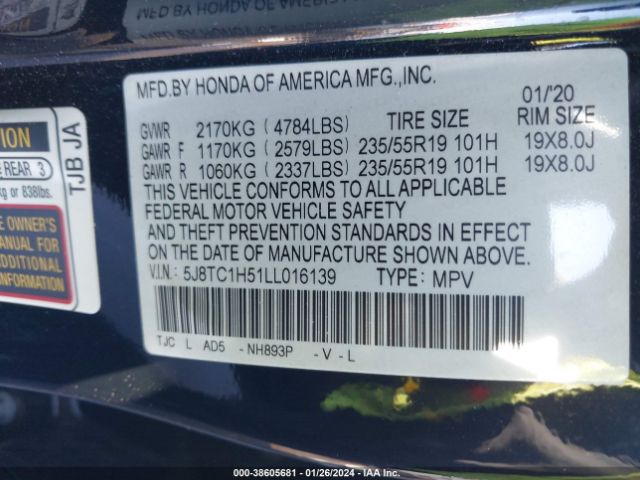 MFD.BY HONDA OF AMERICA MFG.,INC.
01/'20
GVWR 2170KG (4784LBS) TIRE SIZE RIM SIZE
GAWR F 1170KG (2579LBS) 235/55R19 101H 19X8.0J
GAWR R 1060KG (2337LBS) 235/55R19 101H 19X8.0J
THIS VEHICLE CONFORMS TO ALL APPLICABLE
FEDERAL MOTOR VEHICLE SAFETY
AND THEFT PREVENTION STANDARDS IN EFFECT
ON THE DATE OF MANUFACTURE SHOWN ABOVE.
V.I.N.: 5J8TC1H51LL016139 TYPE: MPV
TJC L AD5 -NH893P -V-L
TION
REAR 3
kg or 838lbs.
E OWNER'S
MANUAL FOR
ADDITIONAL
INFORMATION
TJB JA
000-38605681 - 01/26/2024 - IAA Inc.